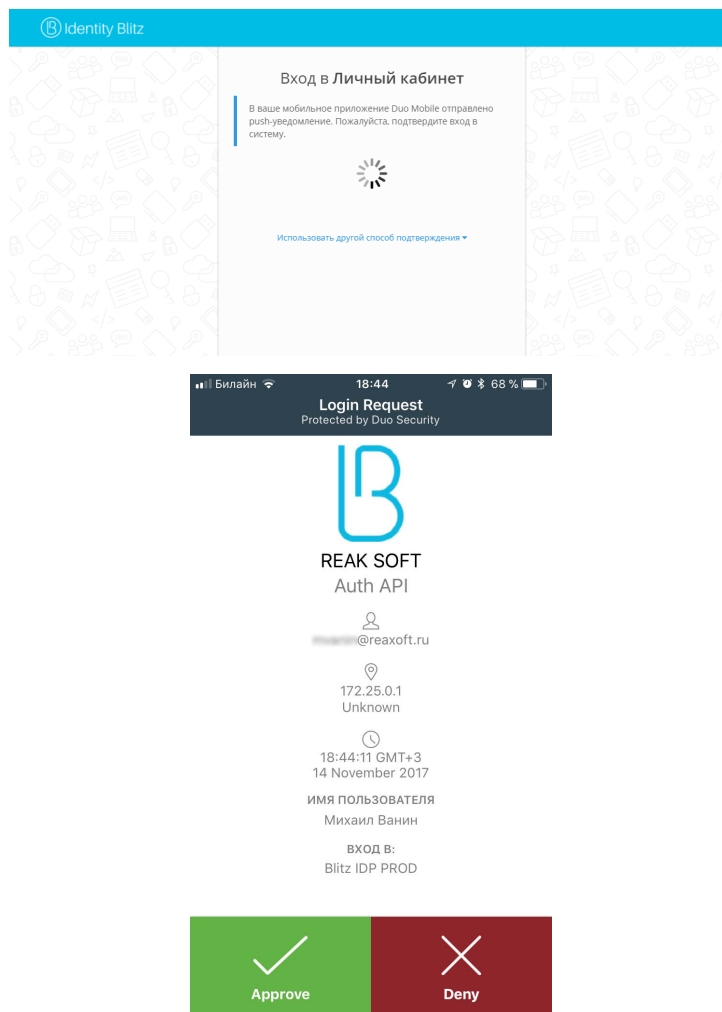 Identity Blitz
Вход в Личный кабинет
В ваше мобильное приложение Duo Mobile отправлено
push-уведомление. Пожалуйста, подтвердите вход в
систему.
Использовать другой способ подтверждения
Билайн 18:44 68 %
Login Request
Protected by Duo Security
REAK SOFT
Auth API
@reaxoft.ru
172.25.0.1
Unknown
18:44:11 GMT+3
14 November 2017
ИМЯ ПОЛЬЗОВАТЕЛЯ
Михаил Ванин
ВХОД В:
Blitz IDP PROD
Approve Deny